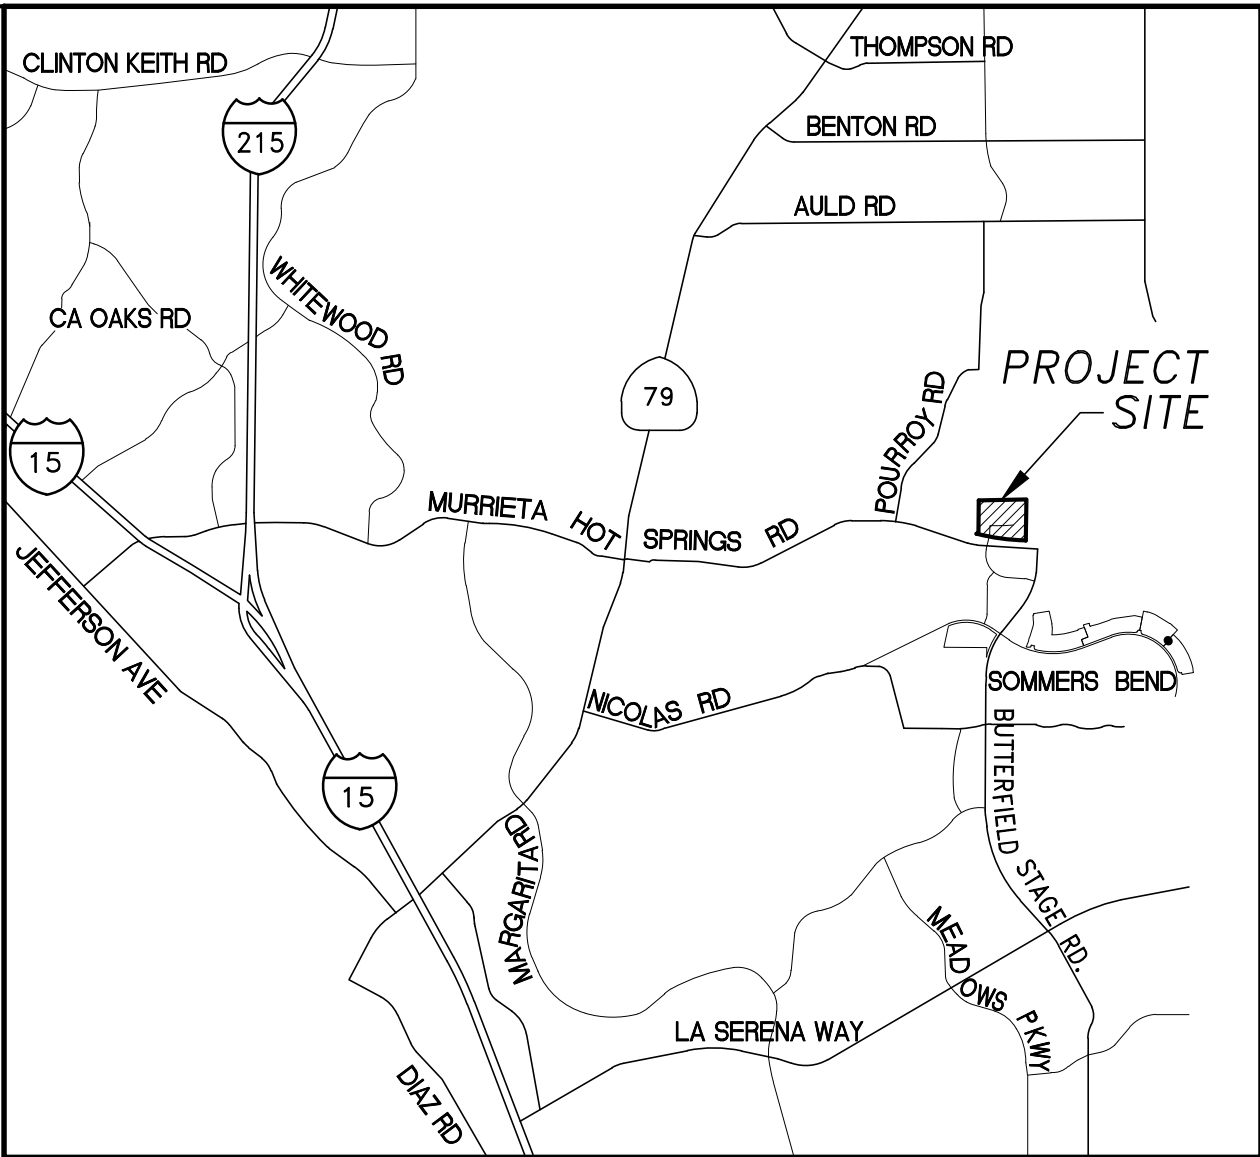 THOMPSON RD
CLINTON KEITH RD
BENTON RD
215
AULD RD
WHITEWOOD RD
CA OAKS RD
PROJECT
SITE
79
POURROY RD
15
MURRIETA HOT SPRINGS RD
JEFFERSON AVE
SOMMERS BEND
NICOLAS RD
BUTTERFIELD STAGE RD.
15
MARGARITA RD
MEADOWS PKWY
LA SERENA WAY
DIAZ RD